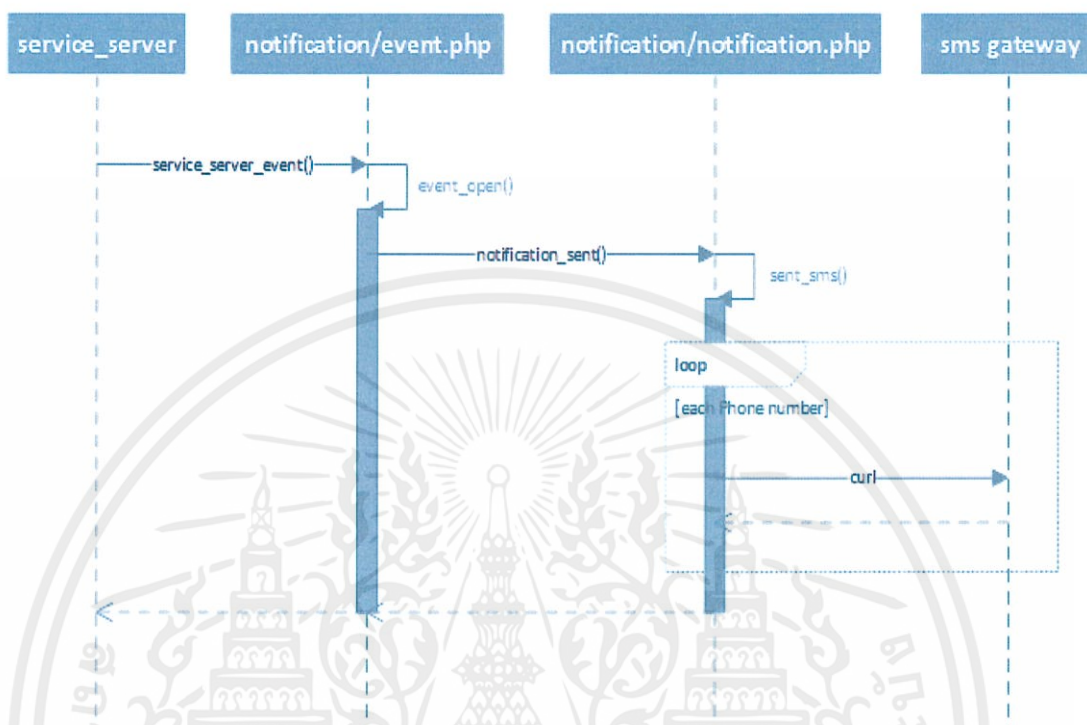 service_server
notification/event.php
notification/notification.php
sms gateway
service_server_event()
event_open()
notification_sent()
sent_sms()
loop
[each Phone number]
curl